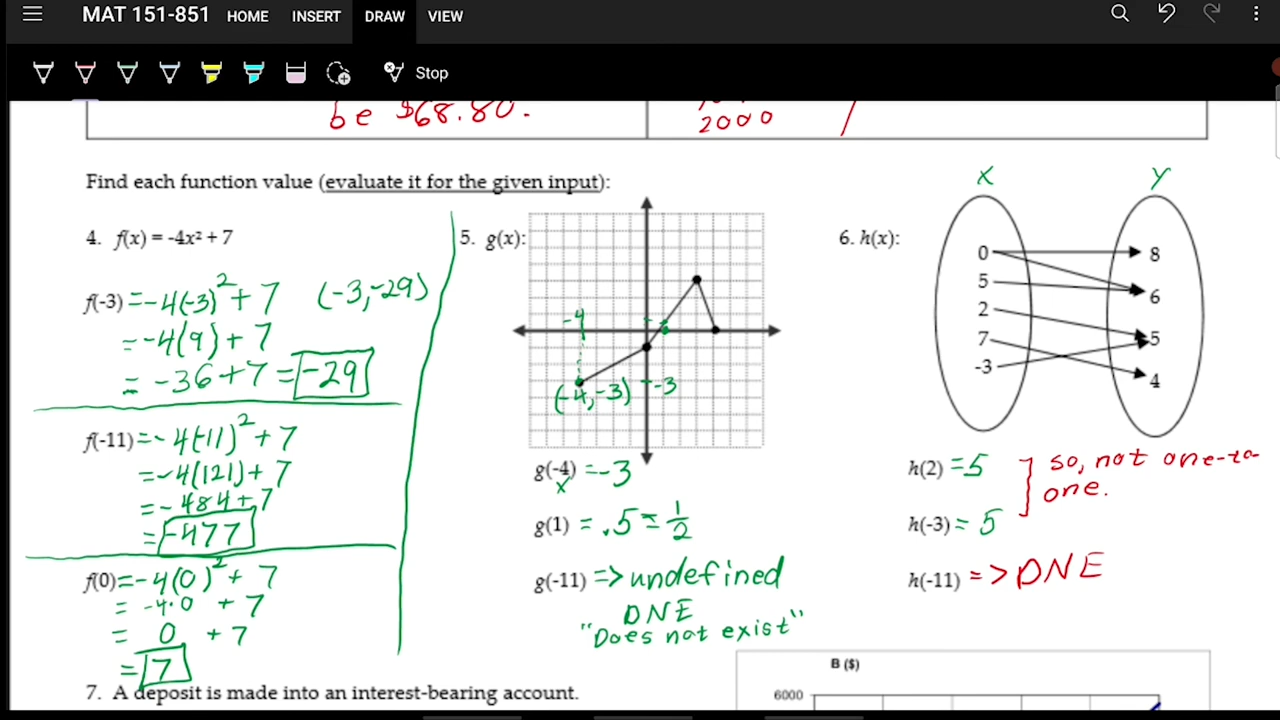 MAT 151-851 HOME INSERT DRAW VIEW
Stop
be $68.80.
2000
Find each function value (evaluate it for the given input):
4. f(x) = -4x² + 7
f(-3) = -4(-3)² + 7 (-3, -29)
= -4(9) + 7
= -36 + 7 = -29
f(-11) = -4(-11)² + 7
= -4(121) + 7
= -484 + 7
= -477
f(0) = -4(0)² + 7
= -4·0 + 7
= 0 + 7
= 7
5. g(x):
-4
(-4, -3) -3
g(-4) = -3
x
g(1) = .5 = 1/2
g(-11) => undefined
DNE
"Does not exist"
6. h(x):
X Y
0 8
5 6
2 5
7 4
-3
h(2) = 5 so, not one-to-
one.
h(-3) = 5
h(-11) => DNE
7. A deposit is made into an interest-bearing account.
B ($)
6000